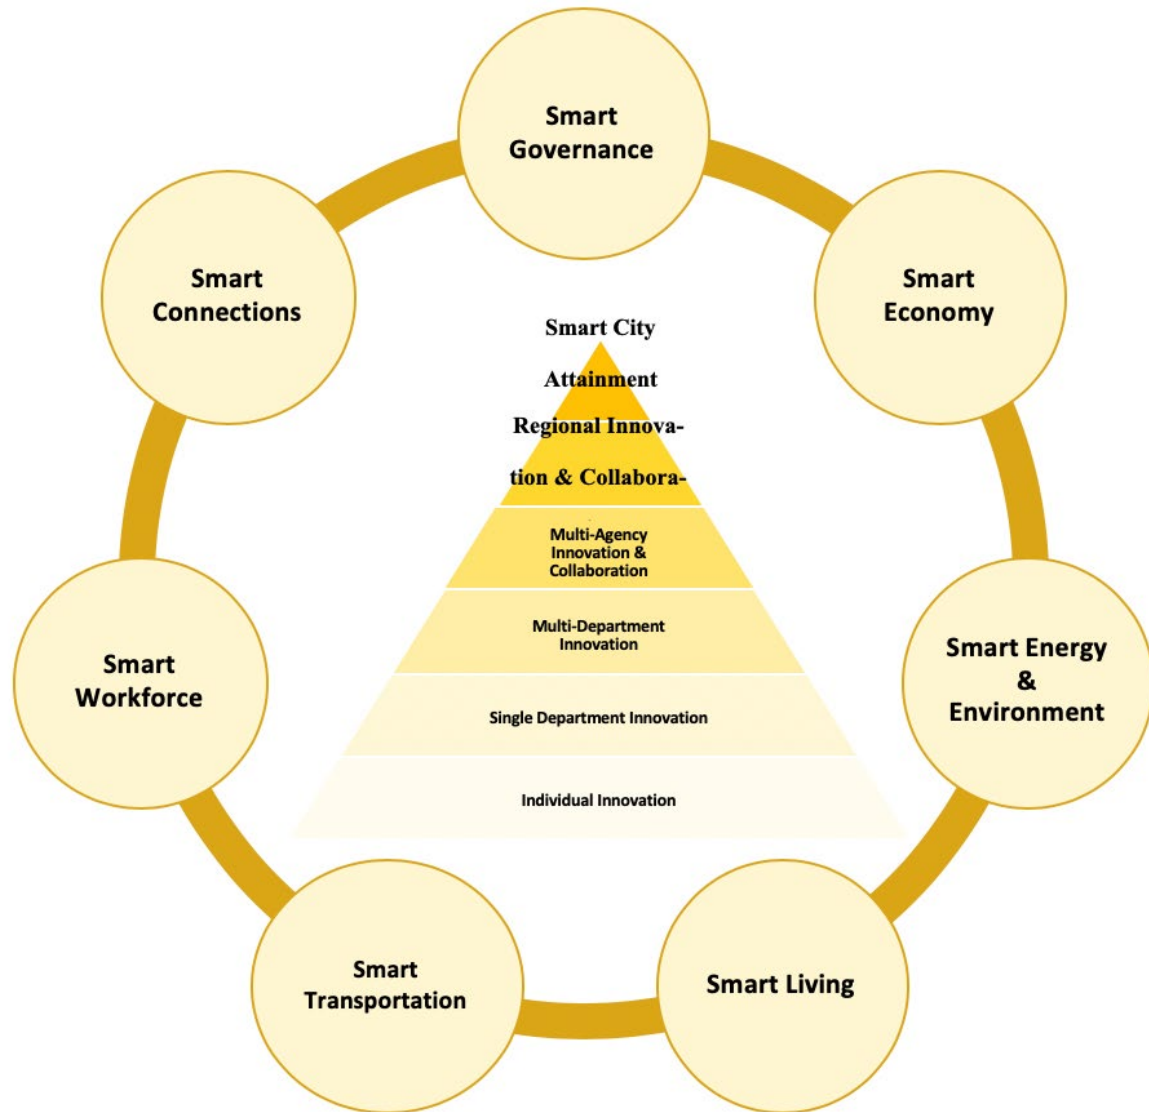 Smart
Governance
Smart
Connections
Smart
Economy
Smart City
Attainment
Regional Innova-
tion & Collabora-
Multi-Agency
Innovation &
Collaboration
Multi-Department
Innovation
Single Department Innovation
Individual Innovation
Smart
Workforce
Smart Energy
&
Environment
Smart
Transportation
Smart Living